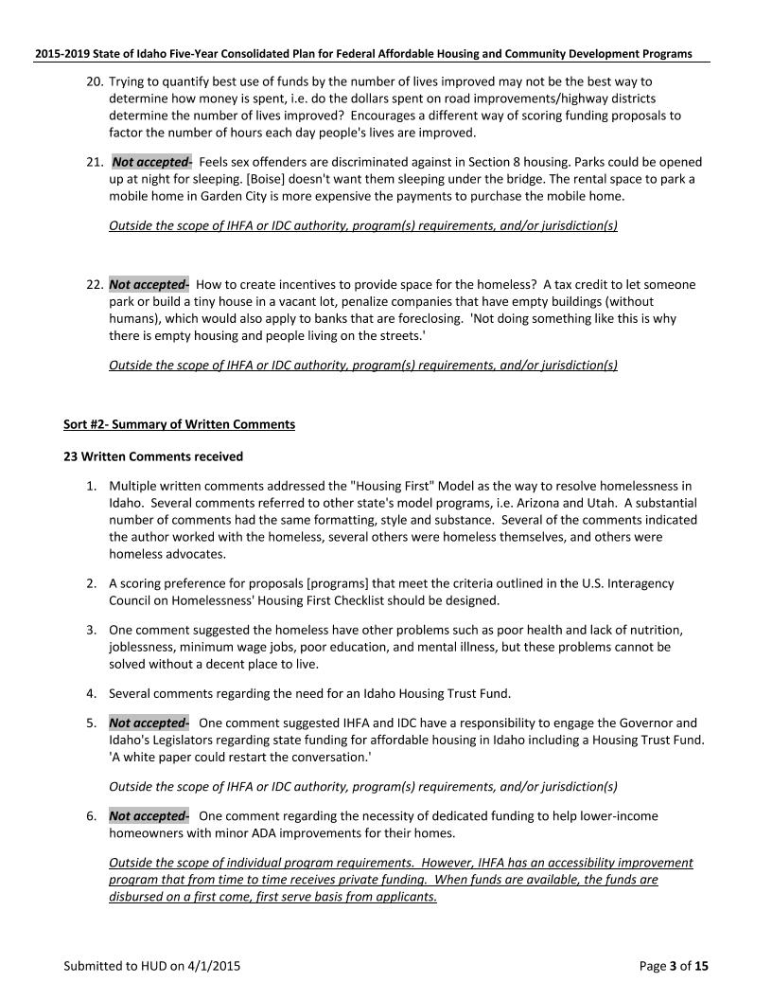 2015-2019 State of Idaho Five-Year Consolidated Plan for Federal Affordable Housing and Community Development Programs
20. Trying to quantify best use of funds by the number of lives improved may not be the best way to
determine how money is spent, i.e. do the dollars spent on road improvements/highway districts
determine the number of lives improved? Encourages a different way of scoring funding proposals to
factor the number of hours each day people's lives are improved.
21. Not accepted- Feels sex offenders are discriminated against in Section 8 housing. Parks could be opened
up at night for sleeping. [Boise] doesn't want them sleeping under the bridge. The rental space to park a
mobile home in Garden City is more expensive the payments to purchase the mobile home.
Outside the scope of IHFA or IDC authority, program(s) requirements, and/or jurisdiction(s)
22. Not accepted- How to create incentives to provide space for the homeless? A tax credit to let someone
park or build a tiny house in a vacant lot, penalize companies that have empty buildings (without
humans), which would also apply to banks that are foreclosing. 'Not doing something like this is why
there is empty housing and people living on the streets.'
Outside the scope of IHFA or IDC authority, program(s) requirements, and/or jurisdiction(s)
Sort #2- Summary of Written Comments
23 Written Comments received
1. Multiple written comments addressed the "Housing First" Model as the way to resolve homelessness in
Idaho. Several comments referred to other state's model programs, i.e. Arizona and Utah. A substantial
number of comments had the same formatting, style and substance. Several of the comments indicated
the author worked with the homeless, several others were homeless themselves, and others were
homeless advocates.
2. A scoring preference for proposals [programs] that meet the criteria outlined in the U.S. Interagency
Council on Homelessness' Housing First Checklist should be designed.
3. One comment suggested the homeless have other problems such as poor health and lack of nutrition,
joblessness, minimum wage jobs, poor education, and mental illness, but these problems cannot be
solved without a decent place to live.
4. Several comments regarding the need for an Idaho Housing Trust Fund.
5. Not accepted- One comment suggested IHFA and IDC have a responsibility to engage the Governor and
Idaho's Legislators regarding state funding for affordable housing in Idaho including a Housing Trust Fund.
'A white paper could restart the conversation.'
Outside the scope of IHFA or IDC authority, program(s) requirements, and/or jurisdiction(s)
6. Not accepted- One comment regarding the necessity of dedicated funding to help lower-income
homeowners with minor ADA improvements for their homes.
Outside the scope of individual program requirements. However, IHFA has an accessibility improvement
program that from time to time receives private funding. When funds are available, the funds are
disbursed on a first come, first serve basis from applicants.
Submitted to HUD on 4/1/2015 Page 3 of 15